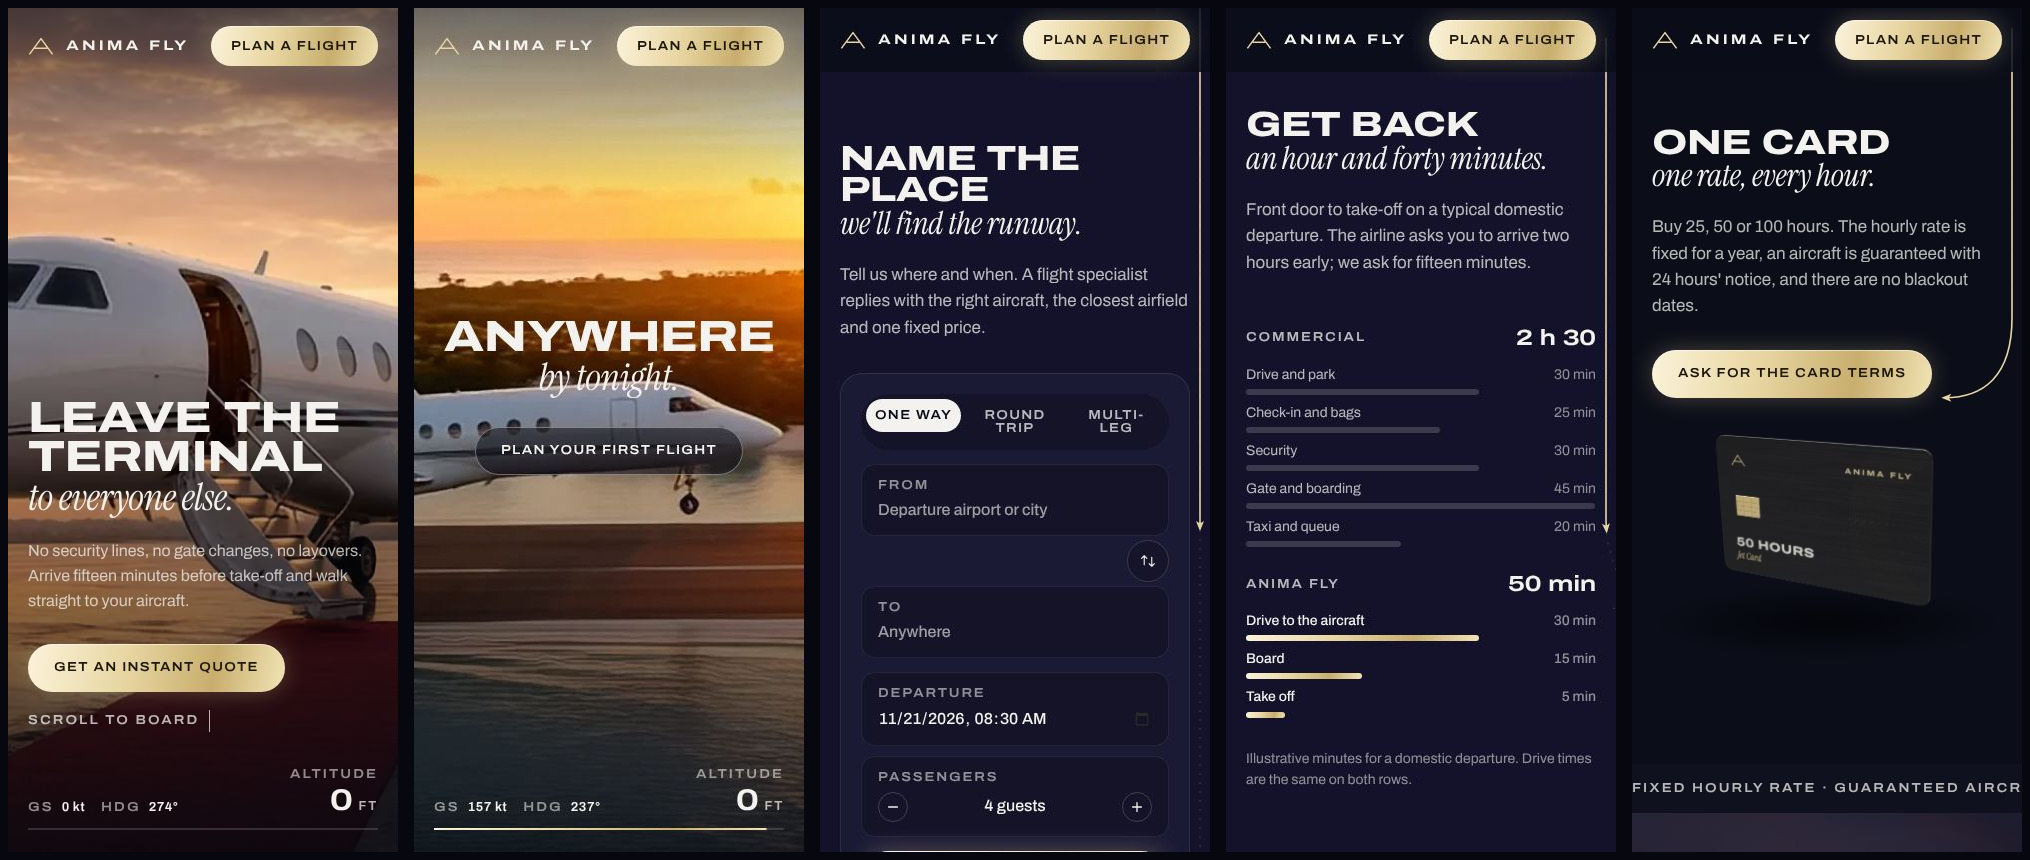 ANIMA FLY
PLAN A FLIGHT
LEAVE THE
TERMINAL
to everyone else.
No security lines, no gate changes, no layovers.
Arrive fifteen minutes before take-off and walk
straight to your aircraft.
GET AN INSTANT QUOTE
SCROLL TO BOARD
ALTITUDE
GS 0 kt HDG 274° 0 FT
ANIMA FLY
PLAN A FLIGHT
ANYWHERE
by tonight.
PLAN YOUR FIRST FLIGHT
ALTITUDE
GS 157 kt HDG 237° 0 FT
ANIMA FLY
PLAN A FLIGHT
NAME THE
PLACE
we'll find the runway.
Tell us where and when. A flight specialist
replies with the right aircraft, the closest airfield
and one fixed price.
ONE WAY
ROUND
TRIP
MULTI-
LEG
FROM
Departure airport or city
TO
Anywhere
DEPARTURE
11/21/2026, 08:30 AM
PASSENGERS
− 4 guests +
ANIMA FLY
PLAN A FLIGHT
GET BACK
an hour and forty minutes.
Front door to take-off on a typical domestic
departure. The airline asks you to arrive two
hours early; we ask for fifteen minutes.
COMMERCIAL 2 h 30
Drive and park 30 min
Check-in and bags 25 min
Security 30 min
Gate and boarding 45 min
Taxi and queue 20 min
ANIMA FLY 50 min
Drive to the aircraft 30 min
Board 15 min
Take off 5 min
Illustrative minutes for a domestic departure. Drive times
are the same on both rows.
ANIMA FLY
PLAN A FLIGHT
ONE CARD
one rate, every hour.
Buy 25, 50 or 100 hours. The hourly rate is
fixed for a year, an aircraft is guaranteed with
24 hours' notice, and there are no blackout
dates.
ASK FOR THE CARD TERMS
ANIMA FLY
50 HOURS
Jet Card
FIXED HOURLY RATE · GUARANTEED AIRCR